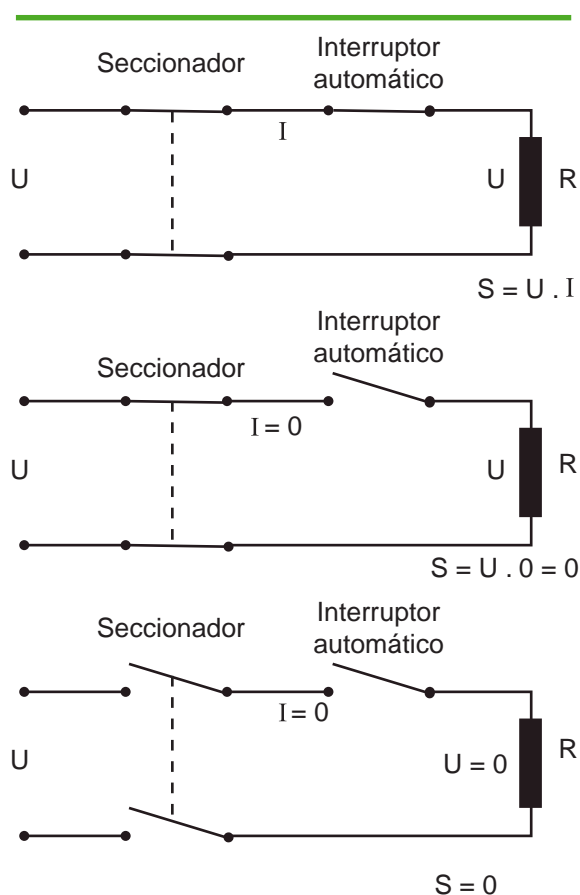 Seccionador
Interruptor
automático
I
U
U
R
S = U . I
Interruptor
automático
Seccionador
I = 0
U
U
R
S = U . 0 = 0
Seccionador
Interruptor
automático
I = 0
U
U = 0
R
S = 0